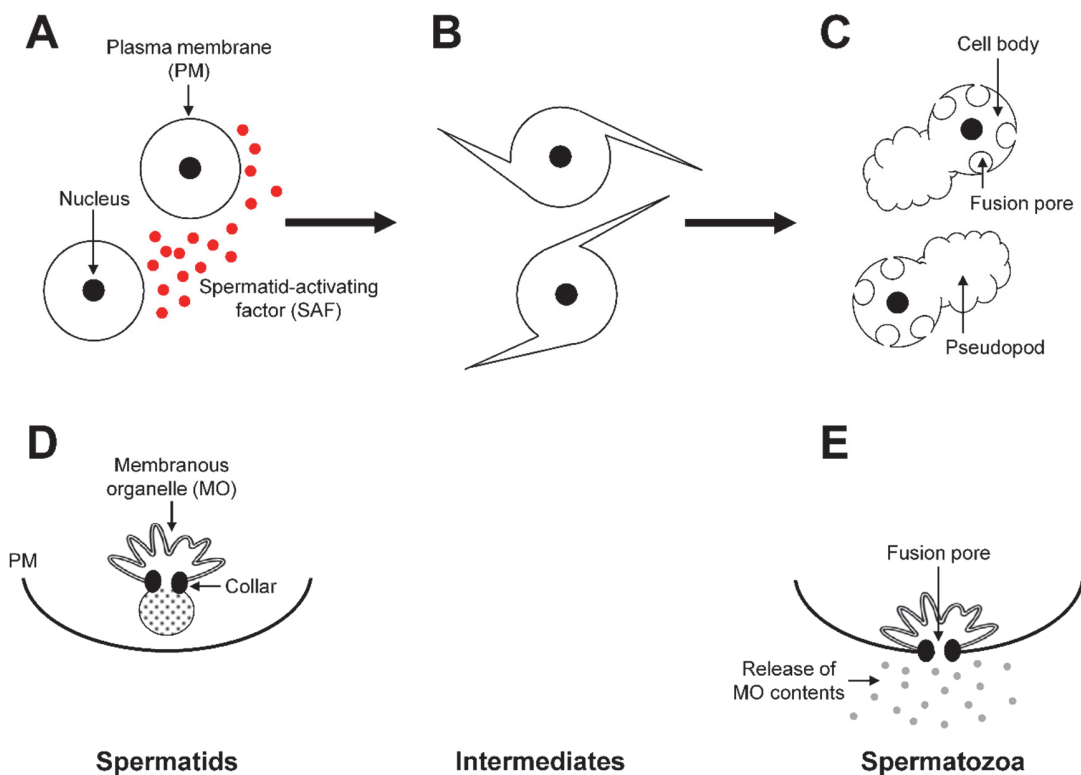 A
Plasma membrane
(PM)
Nucleus
Spermatid-activating
factor (SAF)
B
C
Cell body
Fusion pore
Pseudopod
D
Membranous
organelle (MO)
PM
Collar
E
Fusion pore
Release of
MO contents
Spermatids
Intermediates
Spermatozoa